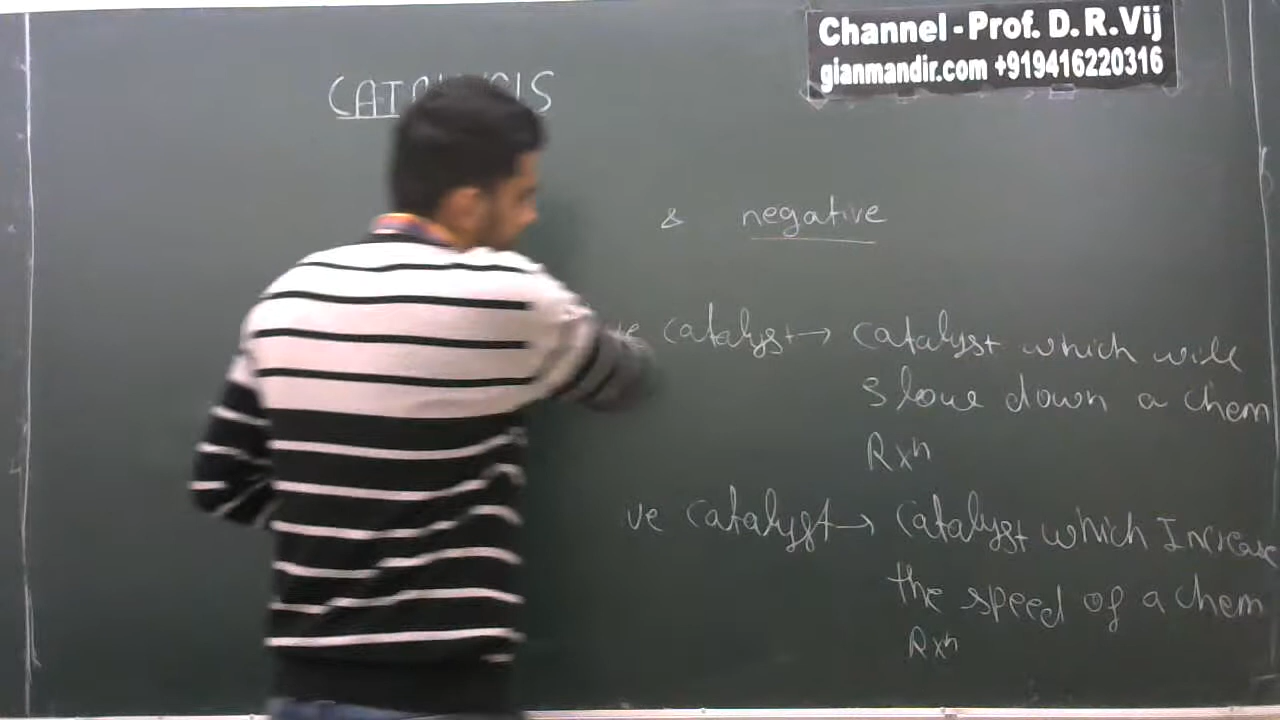 Channel - Prof. D. R. Vij
gianmandir.com +919416220316
& negative
ve catalyst → catalyst which will
slow down a chem
Rxn
ve catalyst → catalyst which Increase
the speed of a chem
Rxn